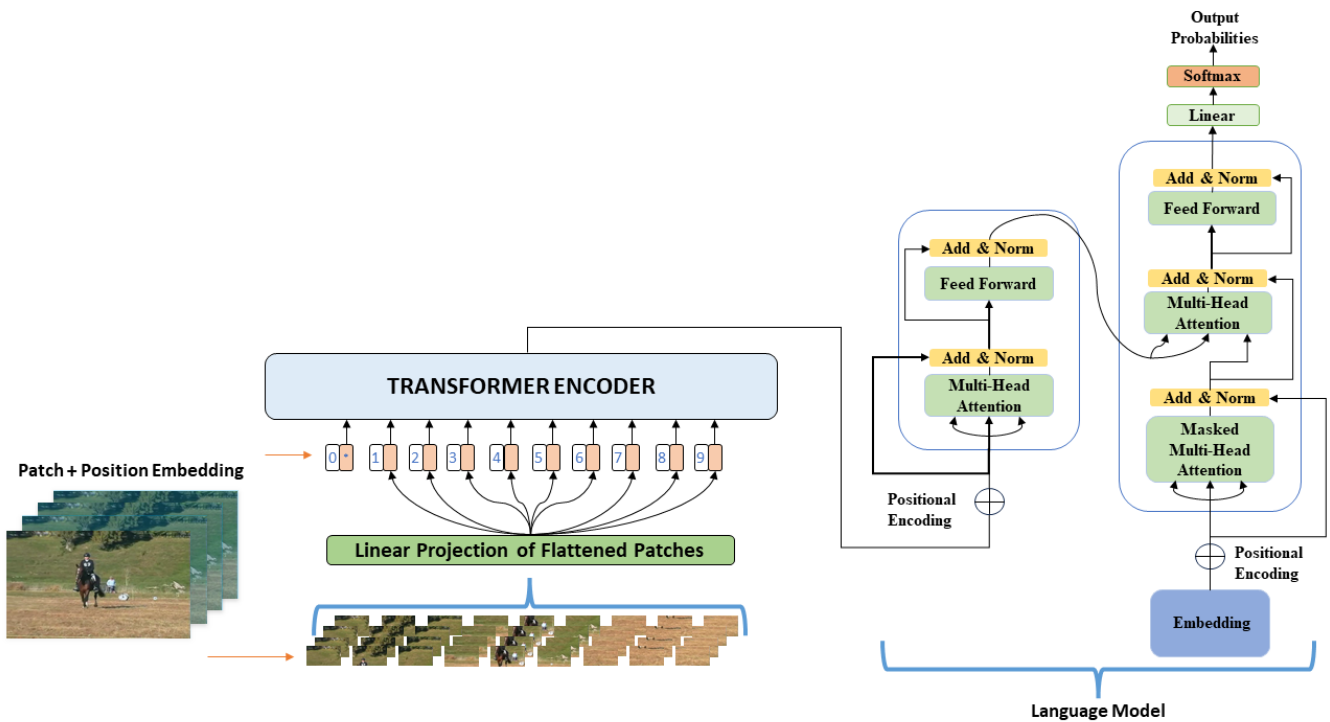 Output
Probabilities
Softmax
Linear
Add & Norm
Feed Forward
Add & Norm
Multi-Head
Attention
Add & Norm
Masked
Multi-Head
Attention
Positional
Encoding
Embedding
Add & Norm
Feed Forward
Add & Norm
Multi-Head
Attention
Positional
Encoding
Language Model
TRANSFORMER ENCODER
0 * 1 2 3 4 5 6 7 8 9
Patch + Position Embedding
Linear Projection of Flattened Patches